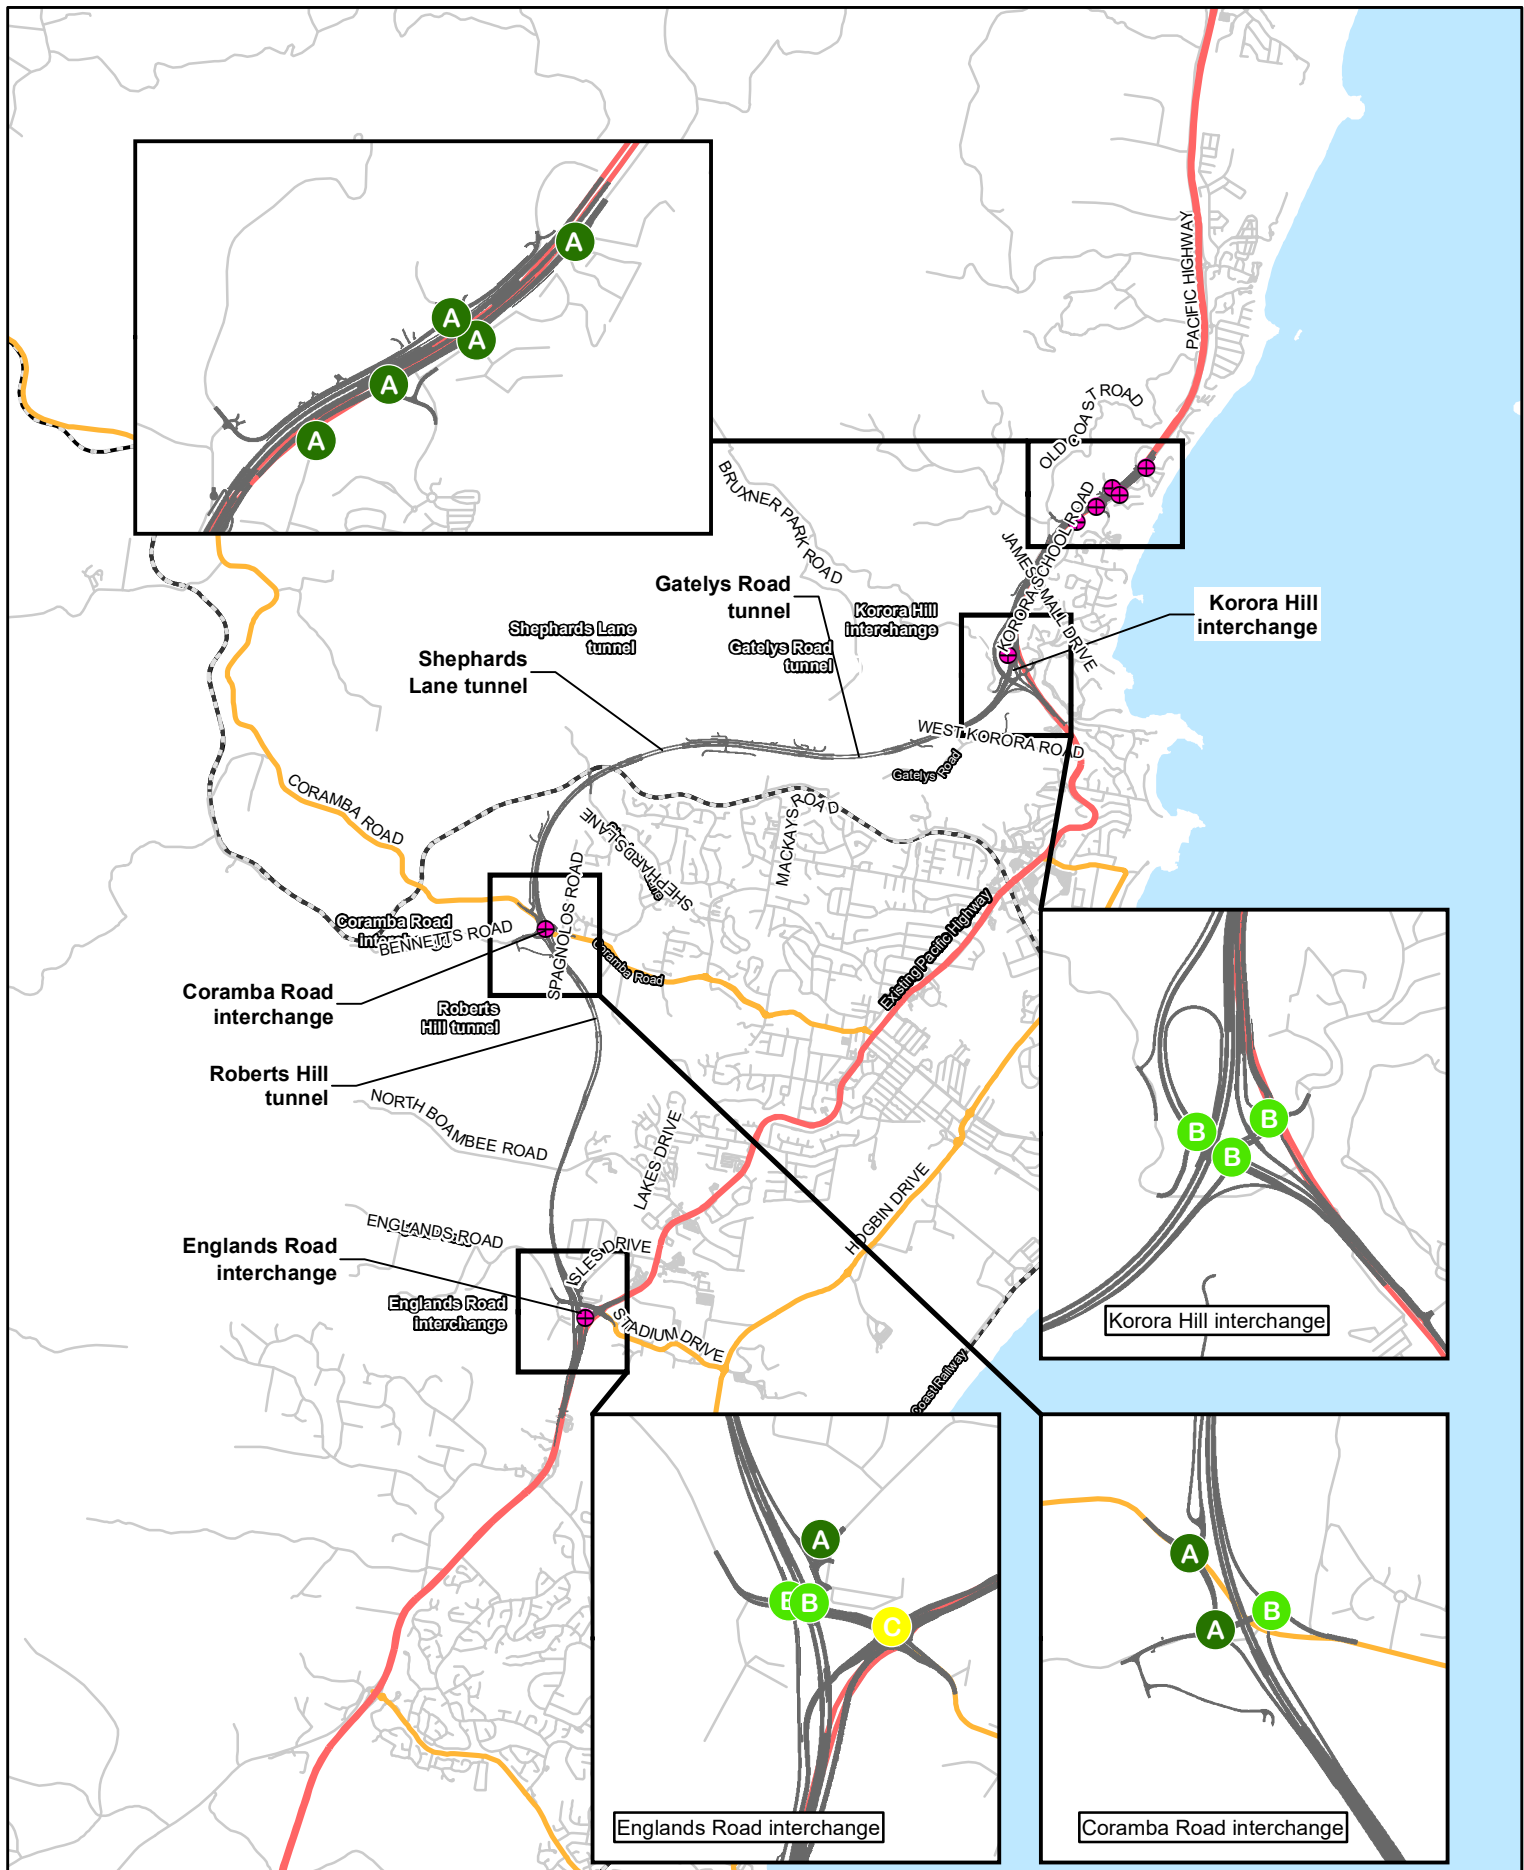 A
A
A
A
A
PACIFIC HIGHWAY
OLD COAST ROAD
BRUXNER PARK ROAD
KORORA SCHOOL ROAD
JAMES SMALL DRIVE
Gatelys Road
tunnel
Korora Hill
interchange
Korora Hill
interchange
Shephards Lane
tunnel
Gatelys Road
tunnel
Shephards
Lane tunnel
WEST KORORA ROAD
Gatelys Road
CORAMBA ROAD
MACKAYS ROAD
SHEPHARDS LANE
SPAGNOLOS ROAD
Existing Pacific Highway
Coramba Road
BENNETTS ROAD
Coramba Road
Coramba Road
interchange
Roberts
Hill tunnel
Roberts Hill
tunnel
NORTH BOAMBEE ROAD
LAKES DRIVE
HOGBIN DRIVE
ENGLANDS ROAD
ISLES DRIVE
Englands Road
interchange
Englands Road
interchange
STADIUM DRIVE
Coast Railway
B
B
B
Korora Hill interchange
A
B
B
C
Englands Road interchange
A
B
A
Coramba Road interchange